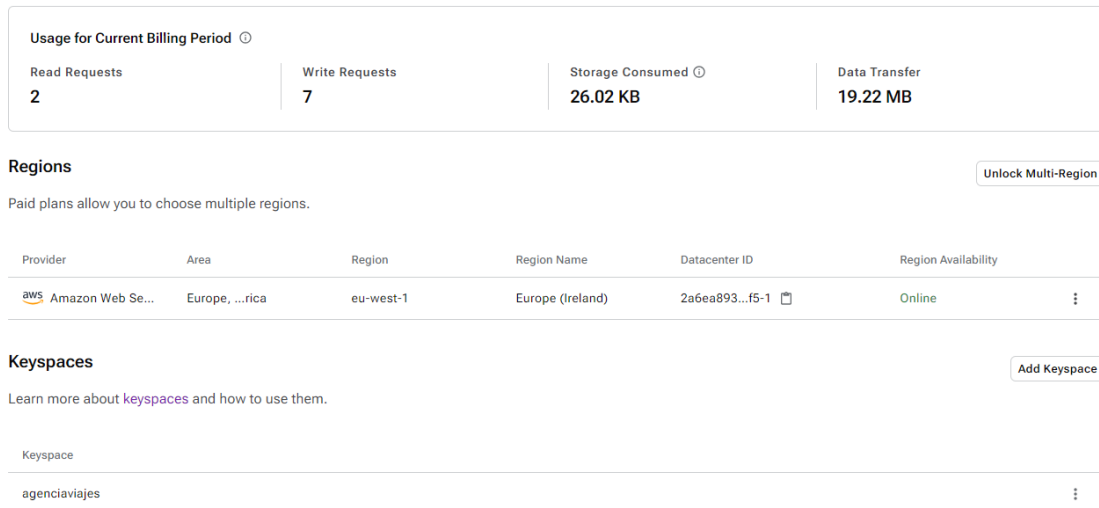 Usage for Current Billing Period
Read Requests Write Requests Storage Consumed Data Transfer
2 7 26.02 KB 19.22 MB
Regions
Unlock Multi-Region
Paid plans allow you to choose multiple regions.
Provider Area Region Region Name Datacenter ID Region Availability
aws Amazon Web Se... Europe, ...rica eu-west-1 Europe (Ireland) 2a6ea893...f5-1 Online
Keyspaces
Add Keyspace
Learn more about keyspaces and how to use them.
Keyspace
agenciaviajes